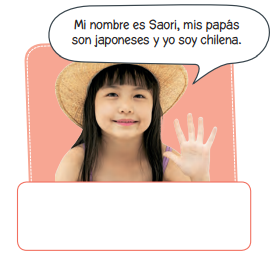 Mi nombre es Saori, mis papás
son japoneses y yo soy chilena.